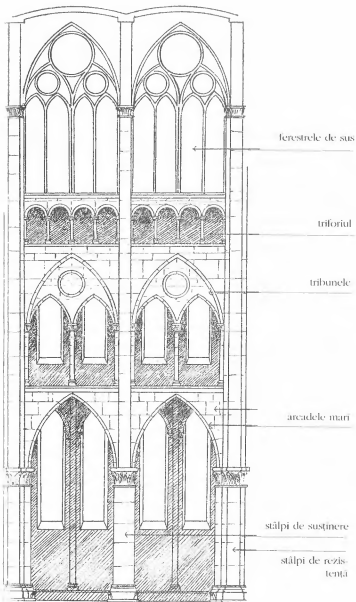 ferestrele de sus
triforiul
tribunele
arcadele mari
stâlpi de susținere
stâlpi de rezis-
tență